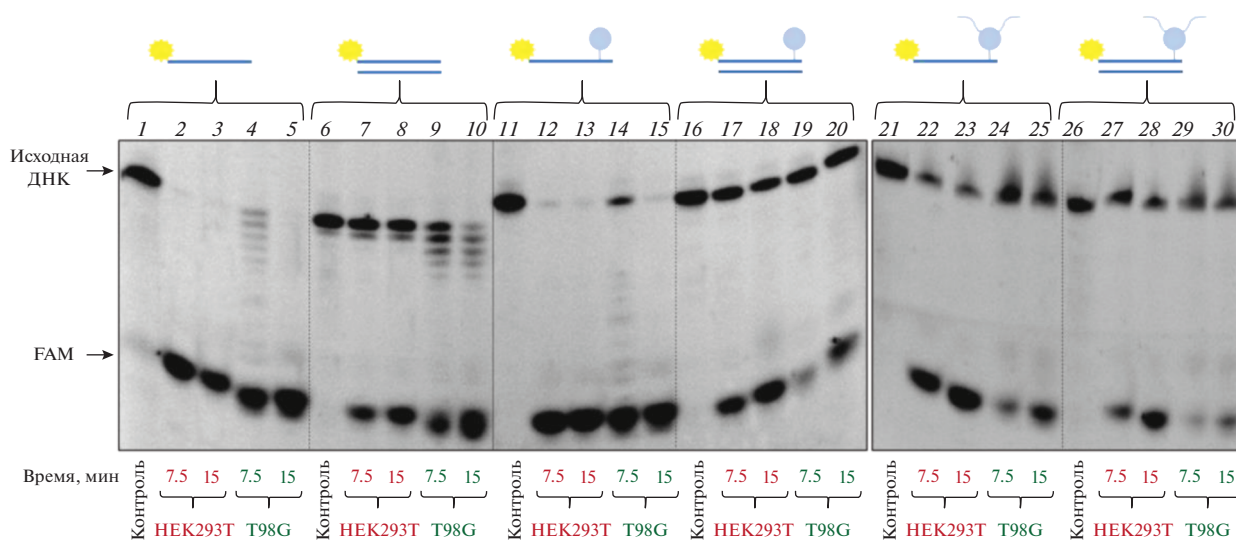 1 2 3 4 5 6 7 8 9 10 11 12 13 14 15 16 17 18 19 20 21 22 23 24 25 26 27 28 29 30
Исходная
ДНК
FAM
Время, мин
Контроль 7.5 15 7.5 15 Контроль 7.5 15 7.5 15 Контроль 7.5 15 7.5 15 Контроль 7.5 15 7.5 15 Контроль 7.5 15 7.5 15 Контроль 7.5 15 7.5 15
HEK293T T98G HEK293T T98G HEK293T T98G HEK293T T98G HEK293T T98G HEK293T T98G